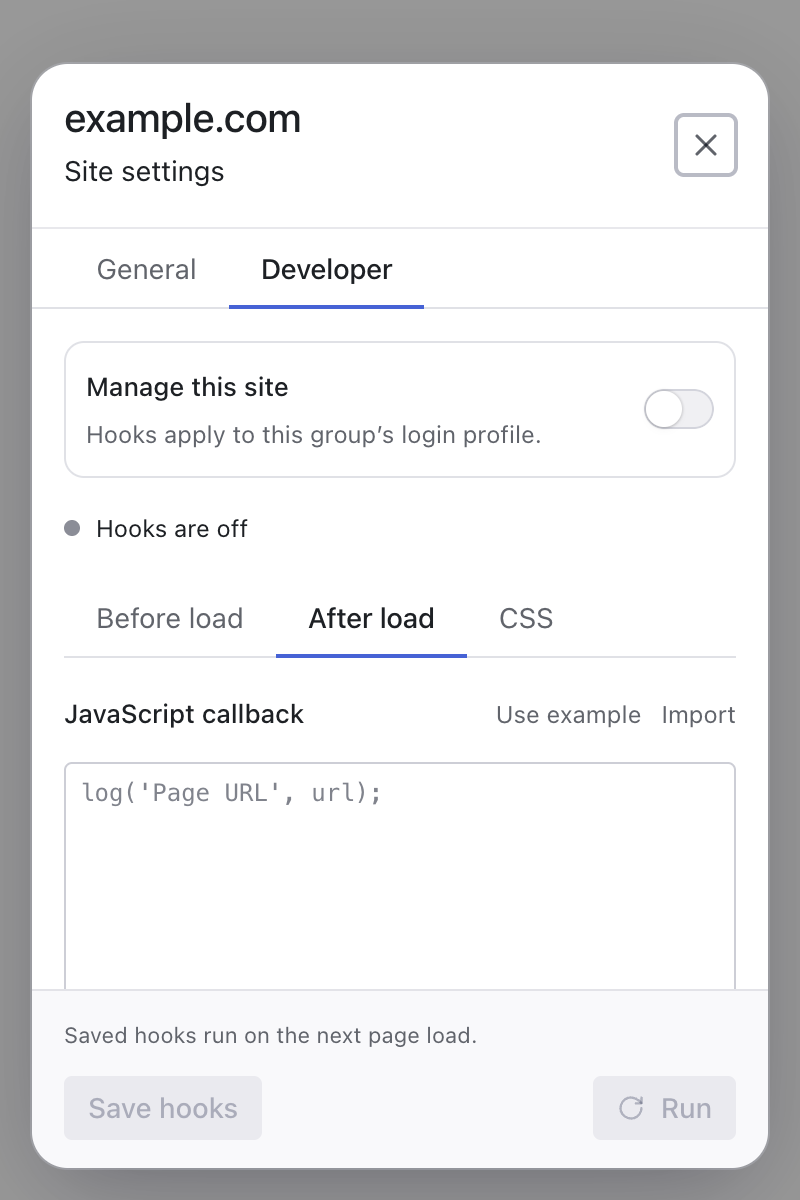 example.com
Site settings
General
Developer
Manage this site
Hooks apply to this group’s login profile.
Hooks are off
Before load
After load
CSS
JavaScript callback
Use example
Import
log('Page URL', url);
Saved hooks run on the next page load.
Save hooks
Run